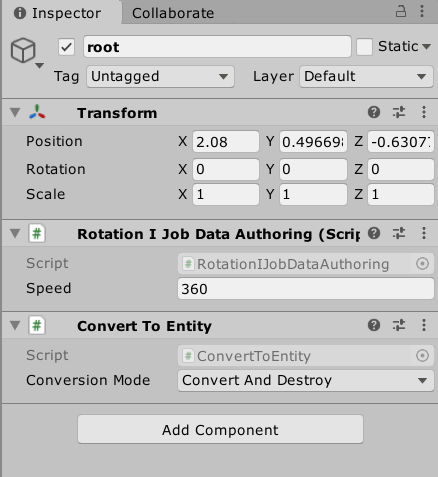 Inspector Collaborate
root Static
Tag Untagged Layer Default
Transform
Position X 2.08 Y 0.49669 Z -0.6307
Rotation X 0 Y 0 Z 0
Scale X 1 Y 1 Z 1
Rotation I Job Data Authoring (Scrip
Script # RotationIJobDataAuthoring
Speed 360
# Convert To Entity
Script # ConvertToEntity
Conversion Mode Convert And Destroy
Add Component